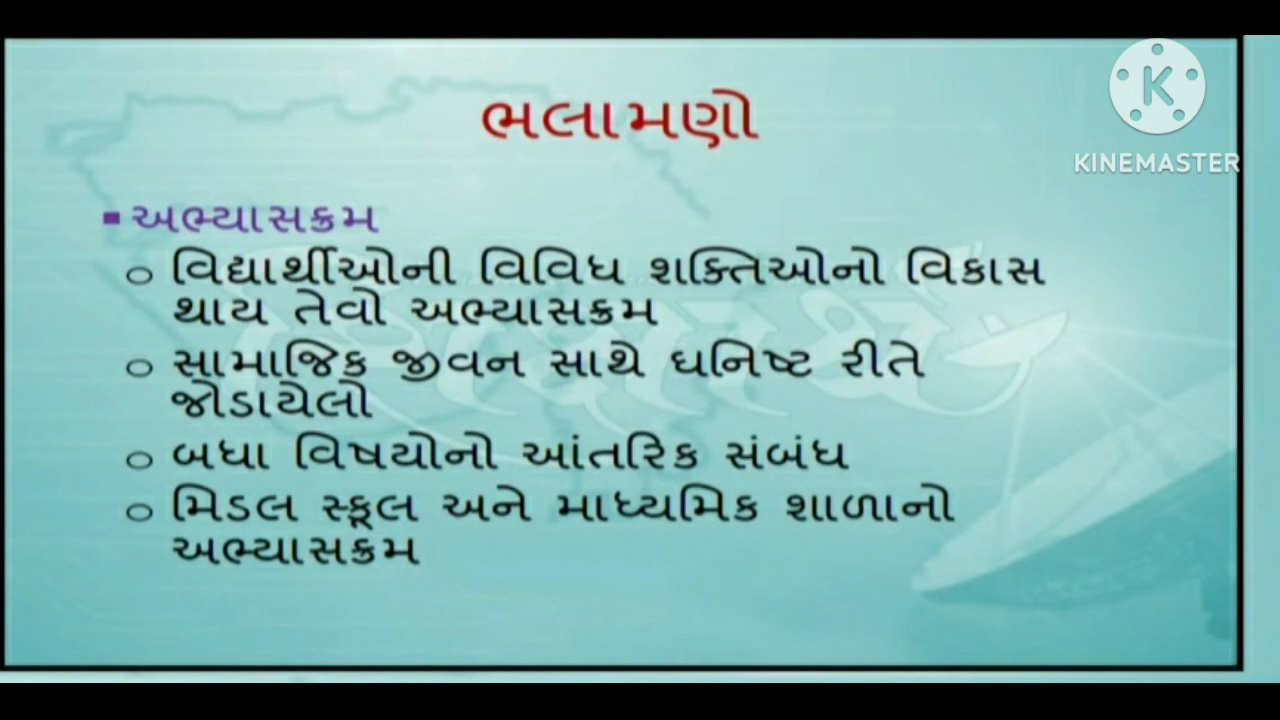 ભલામણો
K
KINEMASTER
અભ્યાસક્રમ
વિદ્યાર્થીઓની વિવિધ શક્તિઓનો વિકાસ
થાય તેવો અભ્યાસક્રમ
સામાજિક જીવન સાથે ઘનિષ્ટ રીતે
જોડાયેલો
બધા વિષયોનો આંતરિક સંબંધ
મિડલ સ્કૂલ અને માધ્યમિક શાળાનો
અભ્યાસક્રમ